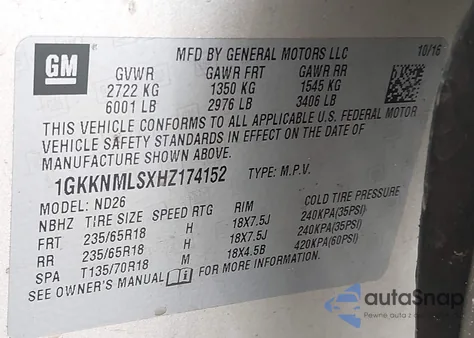 GM
MFD BY GENERAL MOTORS LLC 10/16
GVWR GAWR FRT GAWR RR
2722 KG 1350 KG 1545 KG
6001 LB 2976 LB 3406 LB
THIS VEHICLE CONFORMS TO ALL APPLICABLE U.S. FEDERAL MOTOR
VEHICLE SAFETY STANDARDS IN EFFECT ON THE DATE OF
MANUFACTURE SHOWN ABOVE.
1GKKNMLSXHZ174152 TYPE: M.P.V.
MODEL: ND26
NBHZ TIRE SIZE SPEED RTG RIM COLD TIRE PRESSURE
FRT 235/65R18 H 18X7.5J 240KPA(35PSI)
RR 235/65R18 H 18X7.5J 240KPA(35PSI)
SPA T135/70R18 M 18X4.5B 420KPA(60PSI)
SEE OWNER'S MANUAL FOR MORE INFORMATION.
autoSnap
Pewne auta z